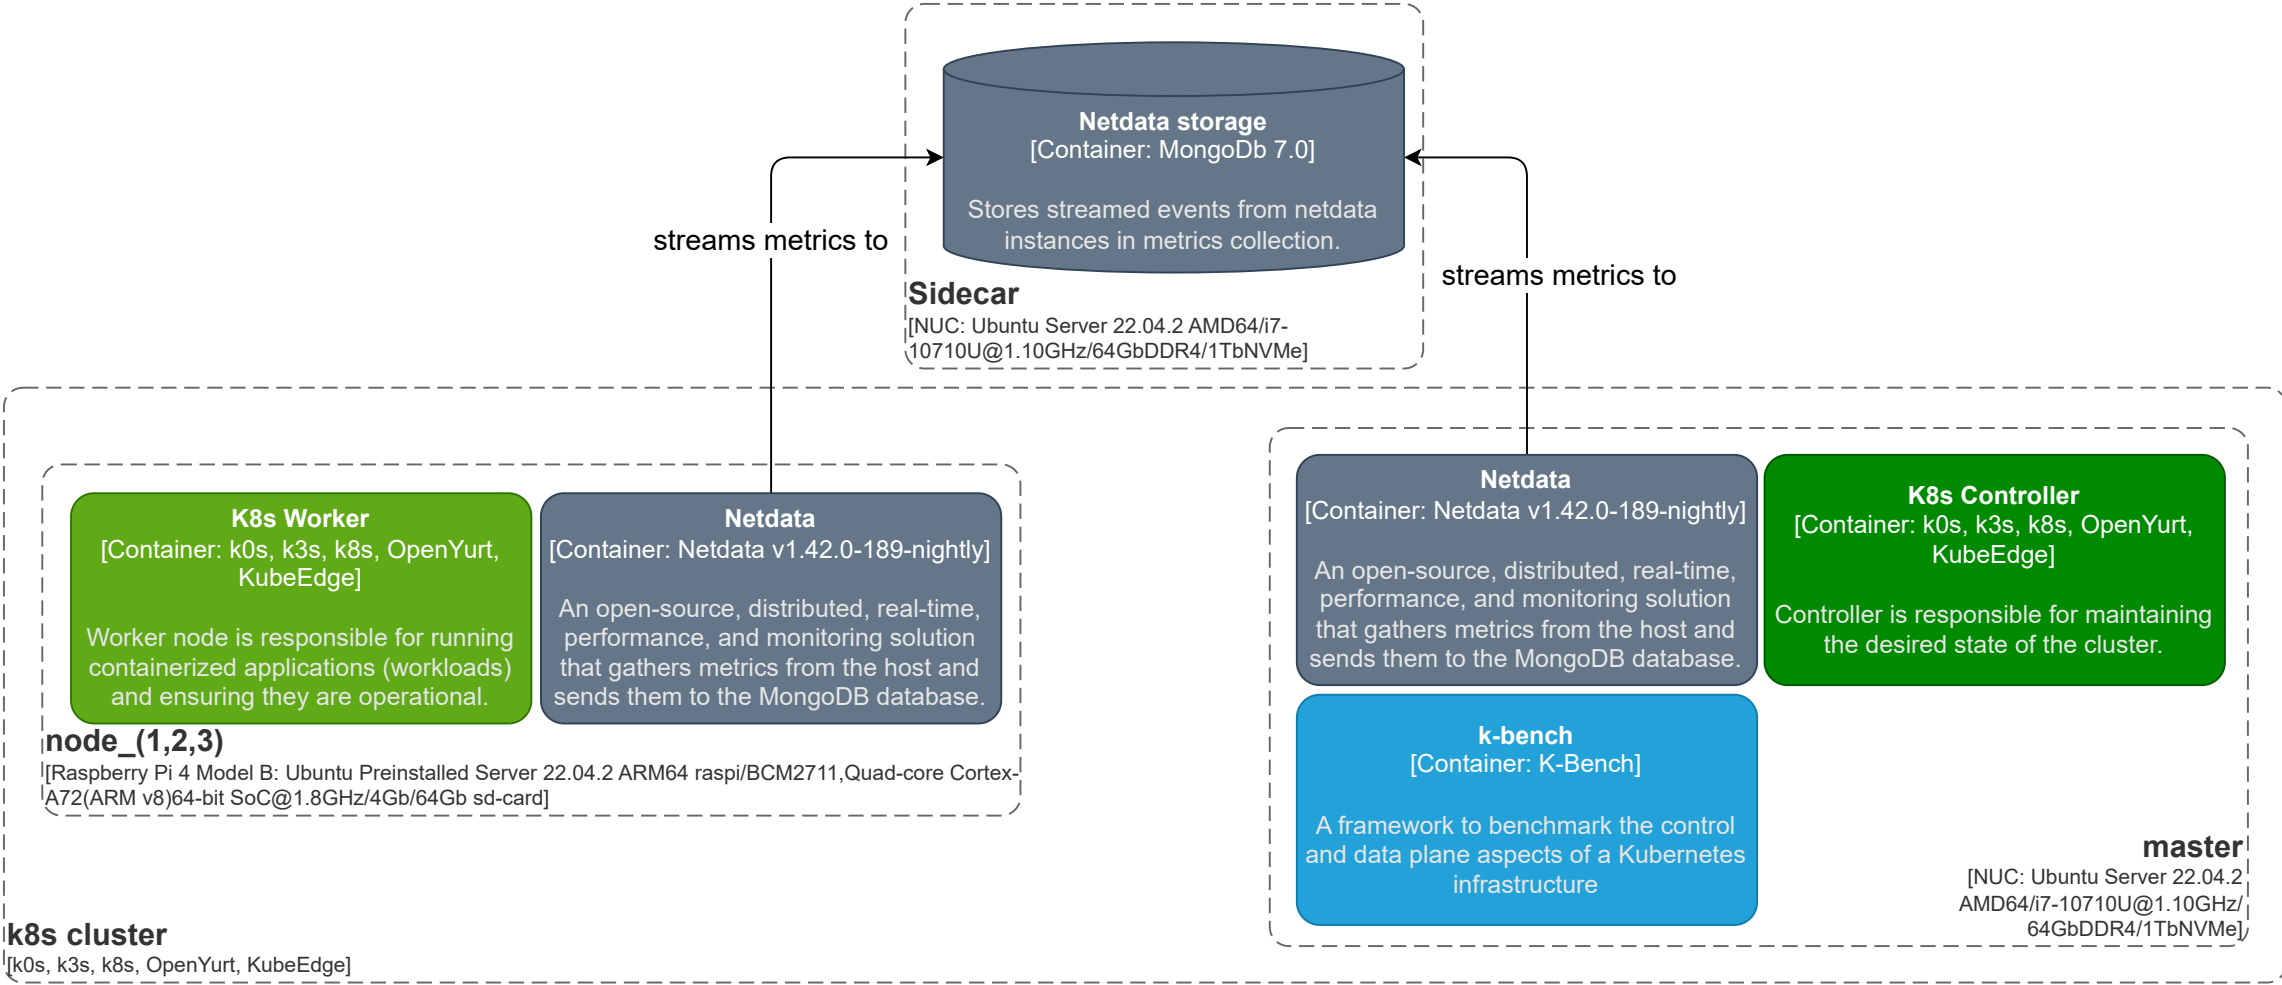 Netdata storage
[Container: MongoDb 7.0]
Stores streamed events from netdata
instances in metrics collection.
streams metrics to
streams metrics to
Sidecar
[NUC: Ubuntu Server 22.04.2 AMD64/i7-
10710U@1.10GHz/64GbDDR4/1TbNVMe]
K8s Worker
[Container: k0s, k3s, k8s, OpenYurt,
KubeEdge]
Worker node is responsible for running
containerized applications (workloads)
and ensuring they are operational.
Netdata
[Container: Netdata v1.42.0-189-nightly]
An open-source, distributed, real-time,
performance, and monitoring solution
that gathers metrics from the host and
sends them to the MongoDB database.
node_(1,2,3)
[Raspberry Pi 4 Model B: Ubuntu Preinstalled Server 22.04.2 ARM64 raspi/BCM2711,Quad-core Cortex-
A72(ARM v8)64-bit SoC@1.8GHz/4Gb/64Gb sd-card]
Netdata
[Container: Netdata v1.42.0-189-nightly]
An open-source, distributed, real-time,
performance, and monitoring solution
that gathers metrics from the host and
sends them to the MongoDB database.
K8s Controller
[Container: k0s, k3s, k8s, OpenYurt,
KubeEdge]
Controller is responsible for maintaining
the desired state of the cluster.
k-bench
[Container: K-Bench]
A framework to benchmark the control
and data plane aspects of a Kubernetes
infrastructure
master
[NUC: Ubuntu Server 22.04.2
AMD64/i7-10710U@1.10GHz/
64GbDDR4/1TbNVMe]
k8s cluster
[k0s, k3s, k8s, OpenYurt, KubeEdge]